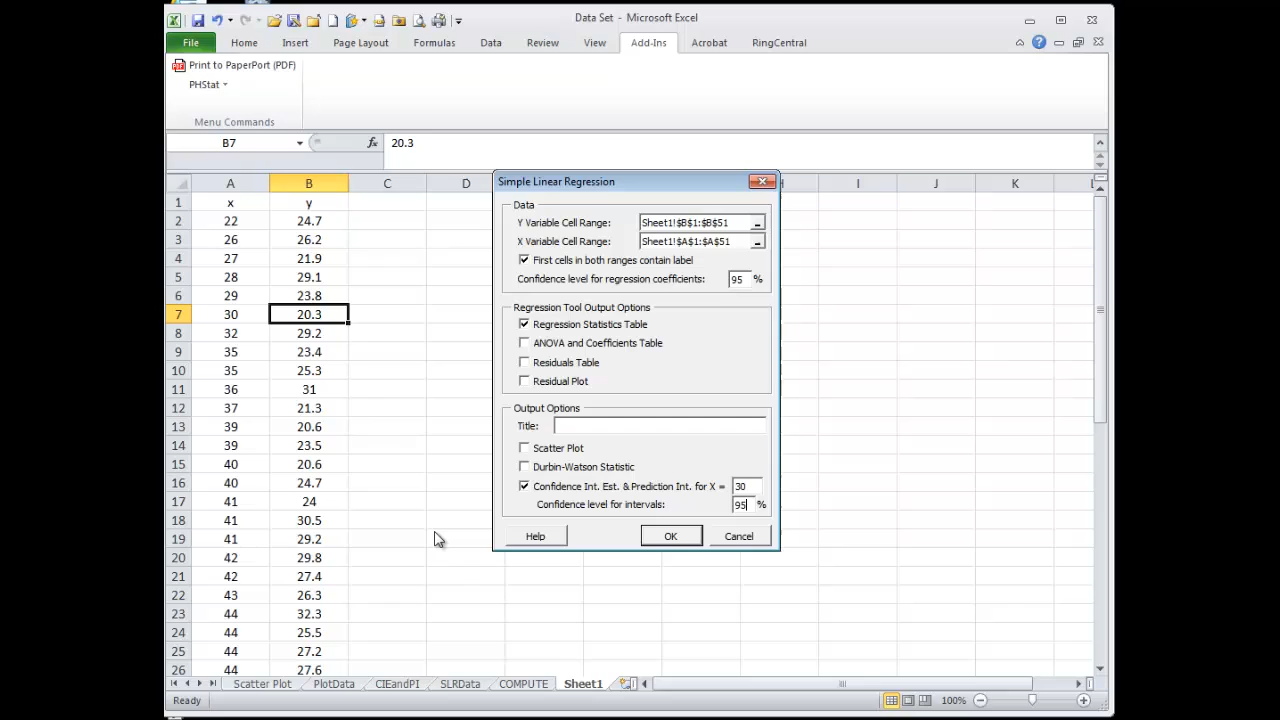 Data Set - Microsoft Excel
File Home Insert Page Layout Formulas Data Review View Add-Ins Acrobat RingCentral
Print to PaperPort (PDF)
PHStat
Menu Commands
B7 fx 20.3
A B C D H I J K
1 x y
2 22 24.7
3 26 26.2
4 27 21.9
5 28 29.1
6 29 23.8
7 30 20.3
8 32 29.2
9 35 23.4
10 35 25.3
11 36 31
12 37 21.3
13 39 20.6
14 39 23.5
15 40 20.6
16 40 24.7
17 41 24
18 41 30.5
19 41 29.2
20 42 29.8
21 42 27.4
22 43 26.3
23 44 32.3
24 44 25.5
25 44 27.2
26 44 27.6
Simple Linear Regression
Data
Y Variable Cell Range: Sheet1!$B$1:$B$51
X Variable Cell Range: Sheet1!$A$1:$A$51
First cells in both ranges contain label
Confidence level for regression coefficients: 95 %
Regression Tool Output Options
Regression Statistics Table
ANOVA and Coefficients Table
Residuals Table
Residual Plot
Output Options
Title:
Scatter Plot
Durbin-Watson Statistic
Confidence Int. Est. & Prediction Int. for X = 30
Confidence level for intervals: 95 %
Help OK Cancel
Scatter Plot PlotData CIEandPI SLRData COMPUTE Sheet1
Ready 100%